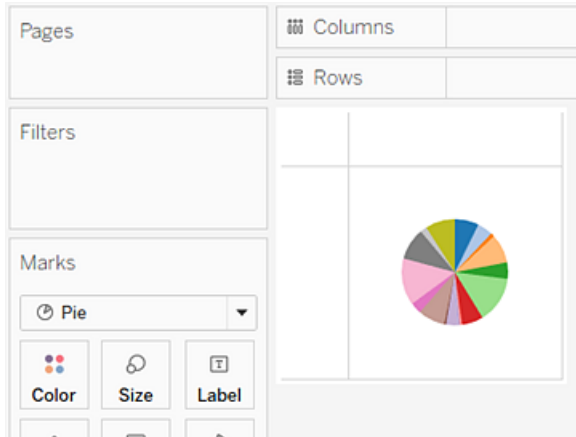 Pages
Columns
Rows
Filters
Marks
Pie
Color
Size
T
Label